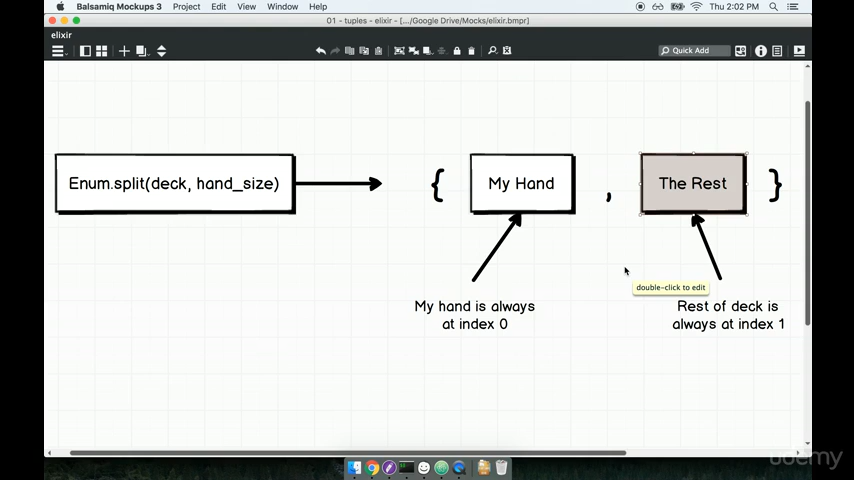 Balsamiq Mockups 3 Project Edit View Window Help
Thu 2:02 PM
01 - tuples - elixir - [.../Google Drive/Mocks/elixir.bmpr]
elixir
Quick Add
Enum.split(deck, hand_size)
{ My Hand , The Rest }
double-click to edit
My hand is always
at index 0
Rest of deck is
always at index 1
udemy